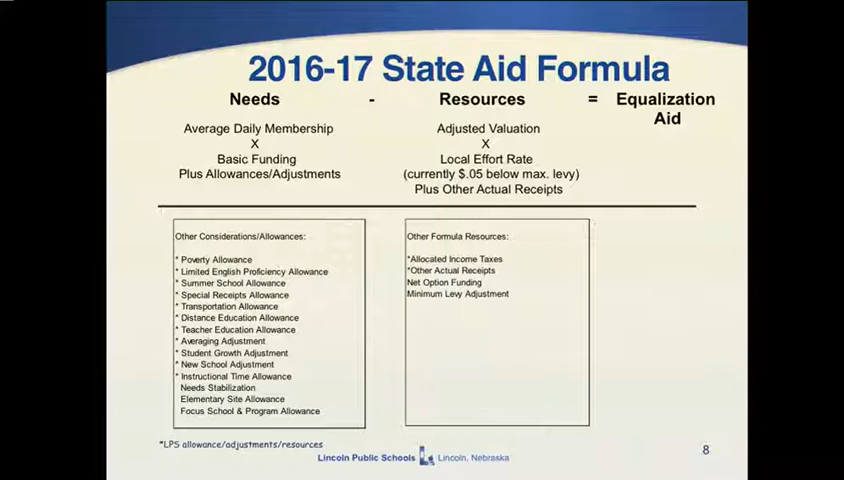 2016-17 State Aid Formula
Needs - Resources = Equalization Aid
Average Daily Membership
X
Basic Funding
Plus Allowances/Adjustments
Adjusted Valuation
X
Local Effort Rate
(currently $.05 below max. levy)
Plus Other Actual Receipts
Other Considerations/Allowances:
* Poverty Allowance
* Limited English Proficiency Allowance
* Summer School Allowance
* Special Receipts Allowance
* Transportation Allowance
* Distance Education Allowance
* Teacher Education Allowance
* Averaging Adjustment
* Student Growth Adjustment
* New School Adjustment
* Instructional Time Allowance
Needs Stabilization
Elementary Site Allowance
Focus School & Program Allowance
Other Formula Resources:
*Allocated Income Taxes
*Other Actual Receipts
Net Option Funding
Minimum Levy Adjustment
*LPS allowance/adjustments/resources
Lincoln Public Schools Lincoln, Nebraska
8